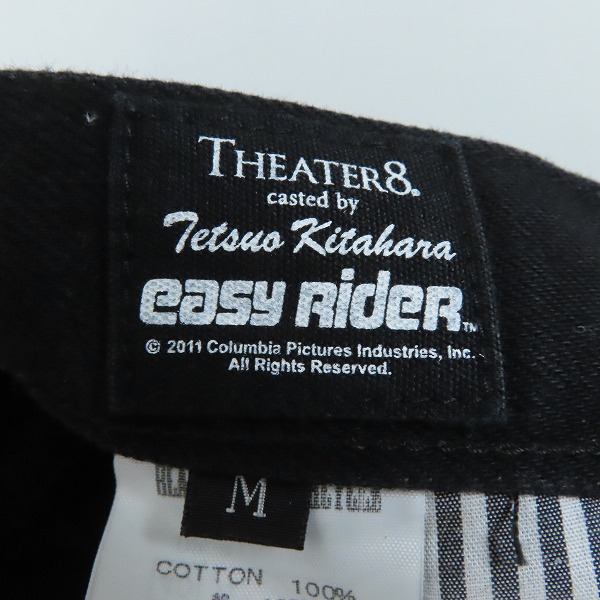 THEATER8.
casted by
Tetsuo Kitahara
easy RideR™
© 2011 Columbia Pictures Industries, Inc.
All Rights Reserved.
M
COTTON 100%